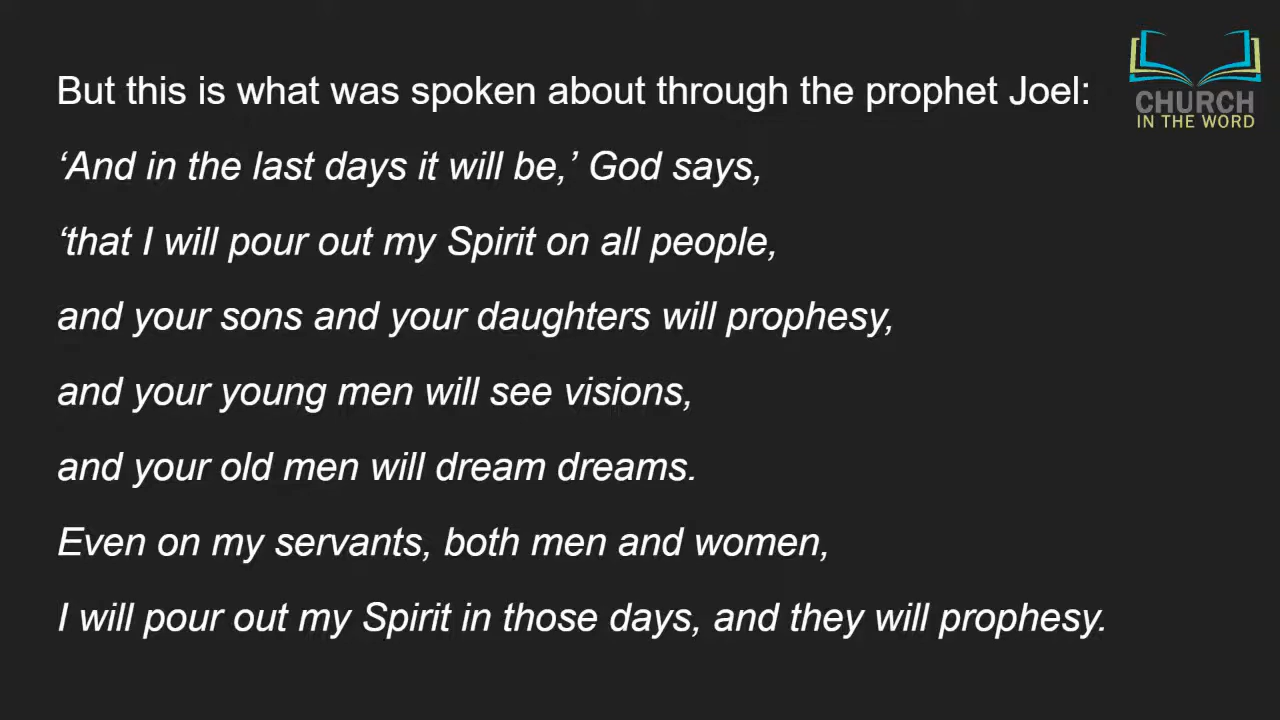 But this is what was spoken about through the prophet Joel:
‘And in the last days it will be,’ God says,
‘that I will pour out my Spirit on all people,
and your sons and your daughters will prophesy,
and your young men will see visions,
and your old men will dream dreams.
Even on my servants, both men and women,
I will pour out my Spirit in those days, and they will prophesy.
CHURCH
IN THE WORD